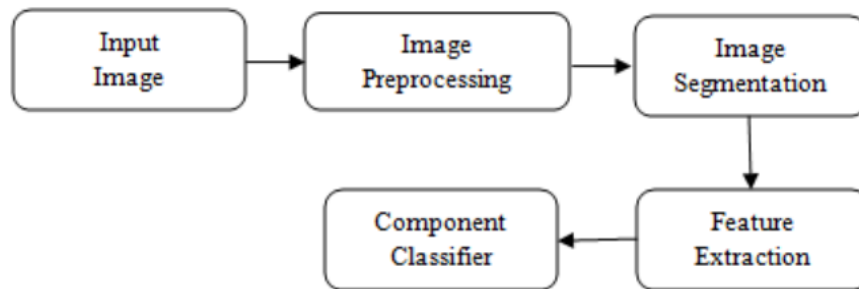 Input
Image
Image
Preprocessing
Image
Segmentation
Feature
Extraction
Component
Classifier